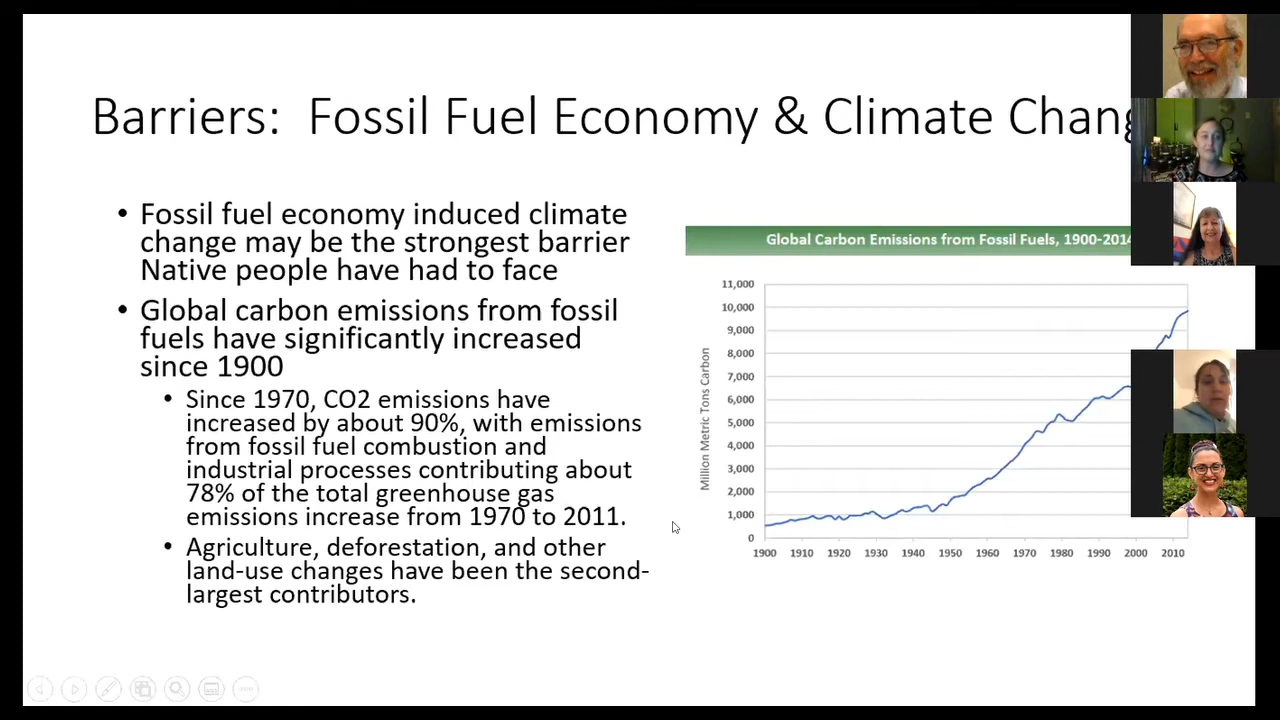 Barriers: Fossil Fuel Economy & Climate Chang
• Fossil fuel economy induced climate
change may be the strongest barrier
Native people have had to face
• Global carbon emissions from fossil
fuels have significantly increased
since 1900
• Since 1970, CO2 emissions have
increased by about 90%, with emissions
from fossil fuel combustion and
industrial processes contributing about
78% of the total greenhouse gas
emissions increase from 1970 to 2011.
• Agriculture, deforestation, and other
land-use changes have been the second-
largest contributors.
Global Carbon Emissions from Fossil Fuels, 1900-2014
Million Metric Tons Carbon
11,000
10,000
9,000
8,000
7,000
6,000
5,000
4,000
3,000
2,000
1,000
0
1900 1910 1920 1930 1940 1950 1960 1970 1980 1990 2000 2010